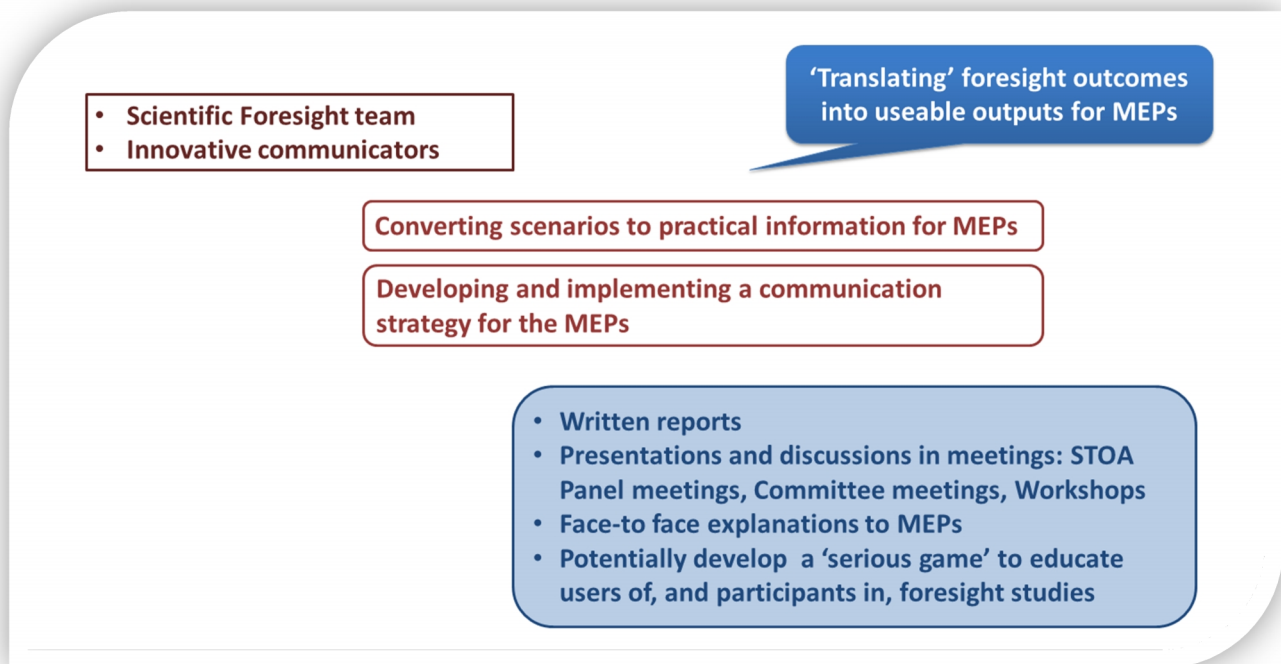 • Scientific Foresight team
• Innovative communicators
‘Translating’ foresight outcomes
into useable outputs for MEPs
Converting scenarios to practical information for MEPs
Developing and implementing a communication
strategy for the MEPs
• Written reports
• Presentations and discussions in meetings: STOA
Panel meetings, Committee meetings, Workshops
• Face-to face explanations to MEPs
• Potentially develop  a ‘serious game’ to educate
users of, and participants in, foresight studies